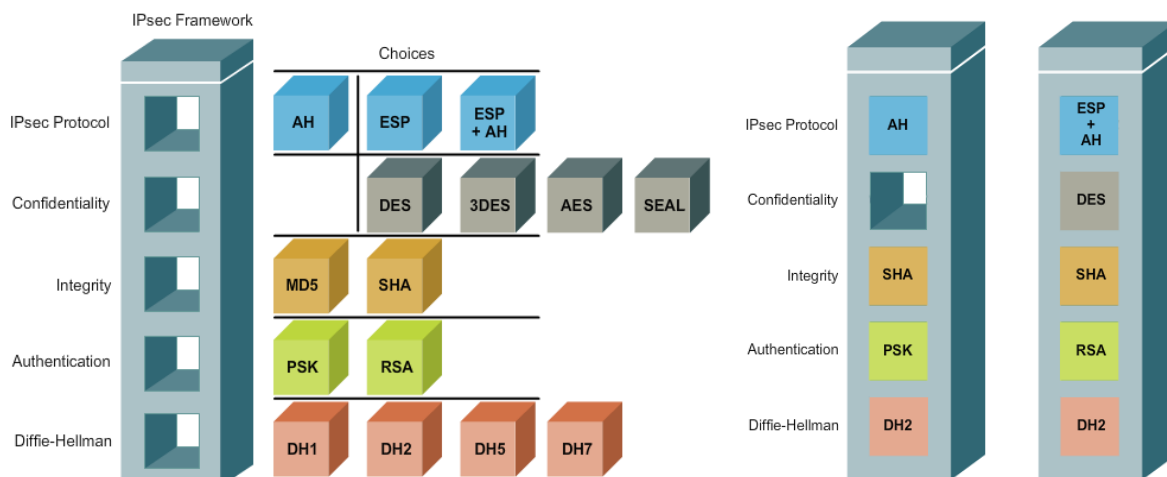 IPsec Framework
Choices
IPsec Protocol
AH
ESP
ESP
+ AH
Confidentiality
DES
3DES
AES
SEAL
Integrity
MD5
SHA
Authentication
PSK
RSA
Diffie-Hellman
DH1
DH2
DH5
DH7
IPsec Protocol
AH
ESP
+
AH
Confidentiality
DES
Integrity
SHA
SHA
Authentication
PSK
RSA
Diffie-Hellman
DH2
DH2